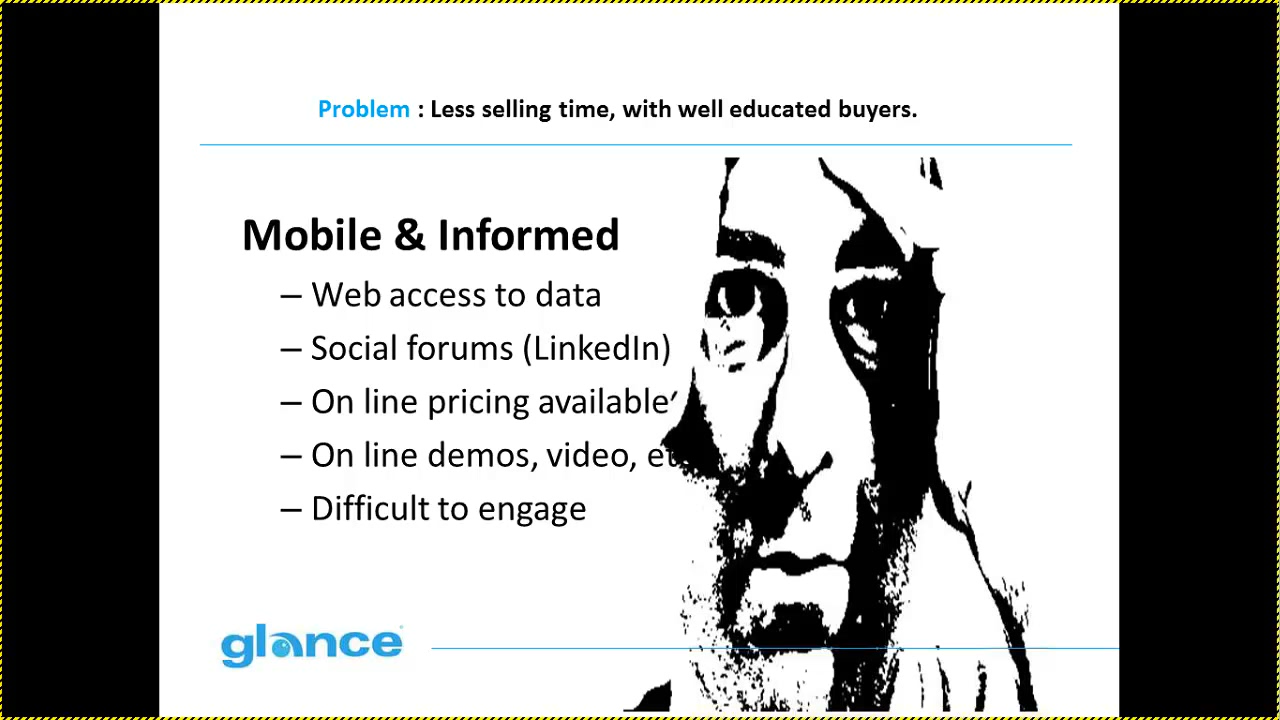 Problem : Less selling time, with well educated buyers.
Mobile & Informed
– Web access to data
– Social forums (LinkedIn)
– On line pricing available
– On line demos, video,
– Difficult to engage
glance